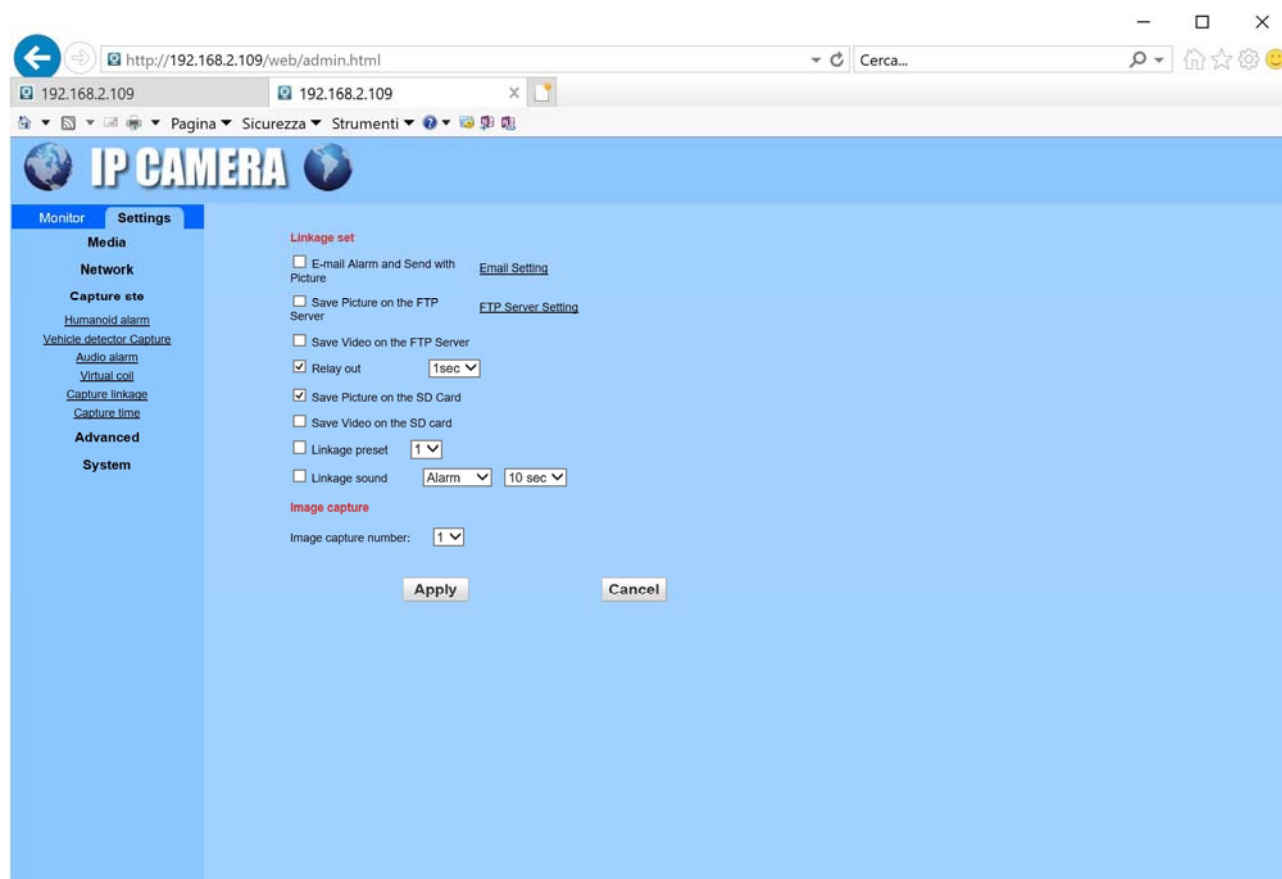 http://192.168.2.109/web/admin.html Cerca...
192.168.2.109 192.168.2.109
Pagina Sicurezza Strumenti
IP CAMERA
Monitor Settings
Media
Network
Capture ste
Humanoid alarm
Vehicle detector Capture
Audio alarm
Virtual coil
Capture linkage
Capture time
Advanced
System
Linkage set
E-mail Alarm and Send with
Picture
Email Setting
Save Picture on the FTP
Server
FTP Server Setting
Save Video on the FTP Server
Relay out 1sec
Save Picture on the SD Card
Save Video on the SD card
Linkage preset 1
Linkage sound Alarm 10 sec
Image capture
Image capture number: 1
Apply Cancel